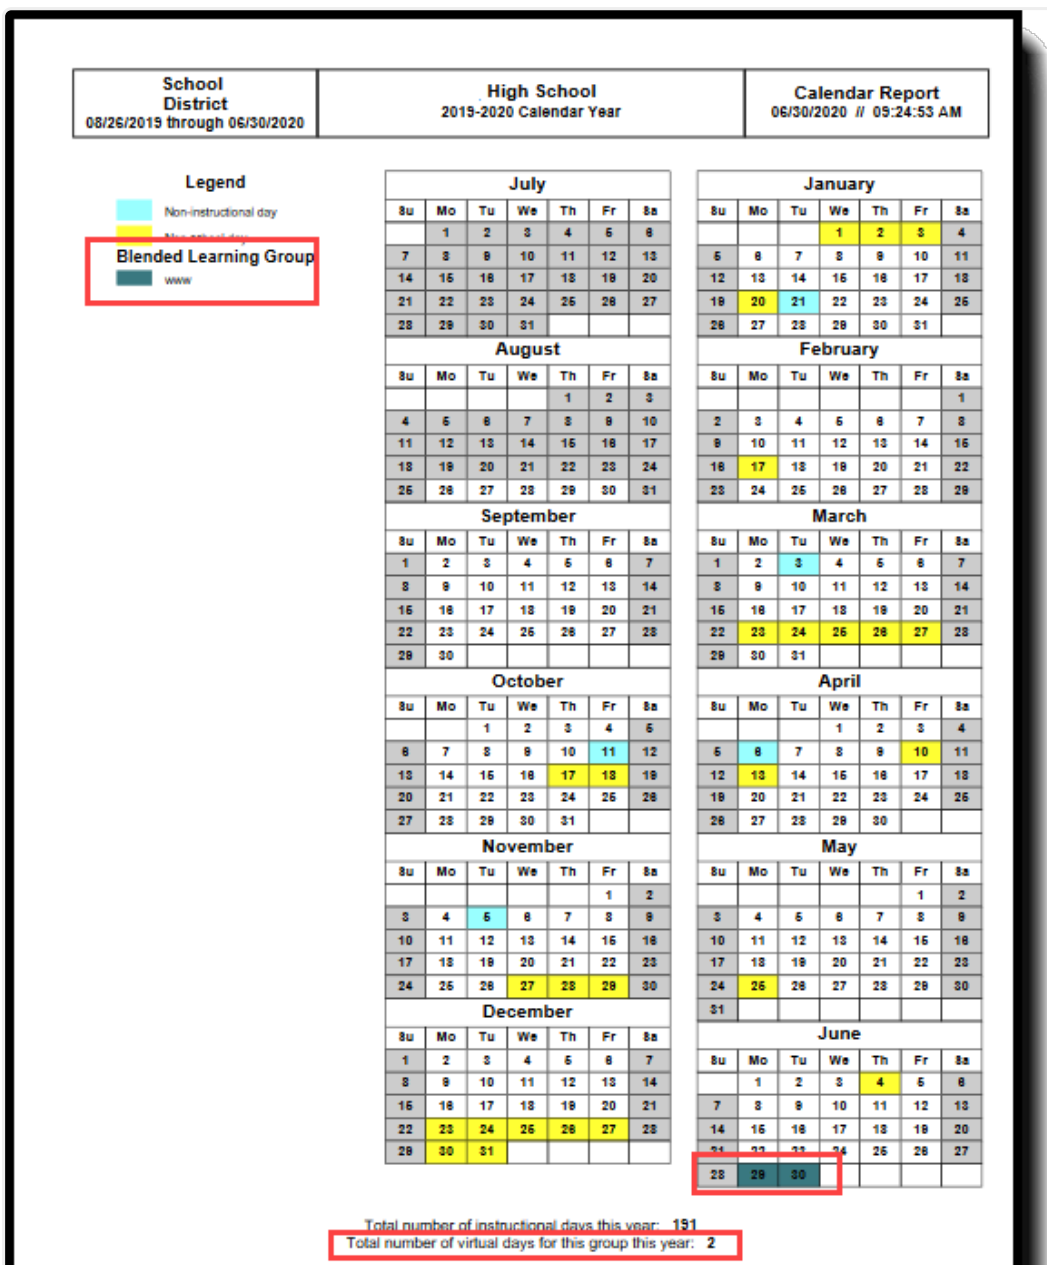 School
District
08/26/2019 through 06/30/2020
High School
2019-2020 Calendar Year
Calendar Report
06/30/2020 // 09:24:53 AM
Legend
Non-instructional day
Non-school day
Blended Learning Group
www
July
Su Mo Tu We Th Fr Sa
1 2 3 4 5 6
7 8 9 10 11 12 13
14 15 16 17 18 19 20
21 22 23 24 25 26 27
28 29 30 31
August
Su Mo Tu We Th Fr Sa
1 2 3
4 5 6 7 8 9 10
11 12 13 14 15 16 17
18 19 20 21 22 23 24
25 26 27 28 29 30 31
September
Su Mo Tu We Th Fr Sa
1 2 3 4 5 6 7
8 9 10 11 12 13 14
15 16 17 18 19 20 21
22 23 24 25 26 27 28
29 30
October
Su Mo Tu We Th Fr Sa
1 2 3 4 5
6 7 8 9 10 11 12
13 14 15 16 17 18 19
20 21 22 23 24 25 26
27 28 29 30 31
November
Su Mo Tu We Th Fr Sa
1 2
3 4 5 6 7 8 9
10 11 12 13 14 15 16
17 18 19 20 21 22 23
24 25 26 27 28 29 30
December
Su Mo Tu We Th Fr Sa
1 2 3 4 5 6 7
8 9 10 11 12 13 14
15 16 17 18 19 20 21
22 23 24 25 26 27 28
29 30 31
January
Su Mo Tu We Th Fr Sa
1 2 3 4
5 6 7 8 9 10 11
12 13 14 15 16 17 18
19 20 21 22 23 24 25
26 27 28 29 30 31
February
Su Mo Tu We Th Fr Sa
1
2 3 4 5 6 7 8
9 10 11 12 13 14 15
16 17 18 19 20 21 22
23 24 25 26 27 28 29
March
Su Mo Tu We Th Fr Sa
1 2 3 4 5 6 7
8 9 10 11 12 13 14
15 16 17 18 19 20 21
22 23 24 25 26 27 28
29 30 31
April
Su Mo Tu We Th Fr Sa
1 2 3 4
5 6 7 8 9 10 11
12 13 14 15 16 17 18
19 20 21 22 23 24 25
26 27 28 29 30
May
Su Mo Tu We Th Fr Sa
1 2
3 4 5 6 7 8 9
10 11 12 13 14 15 16
17 18 19 20 21 22 23
24 25 26 27 28 29 30
31
June
Su Mo Tu We Th Fr Sa
1 2 3 4 5 6
7 8 9 10 11 12 13
14 15 16 17 18 19 20
21 22 23 24 25 26 27
28 29 30
Total number of instructional days this year: 191
Total number of virtual days for this group this year: 2